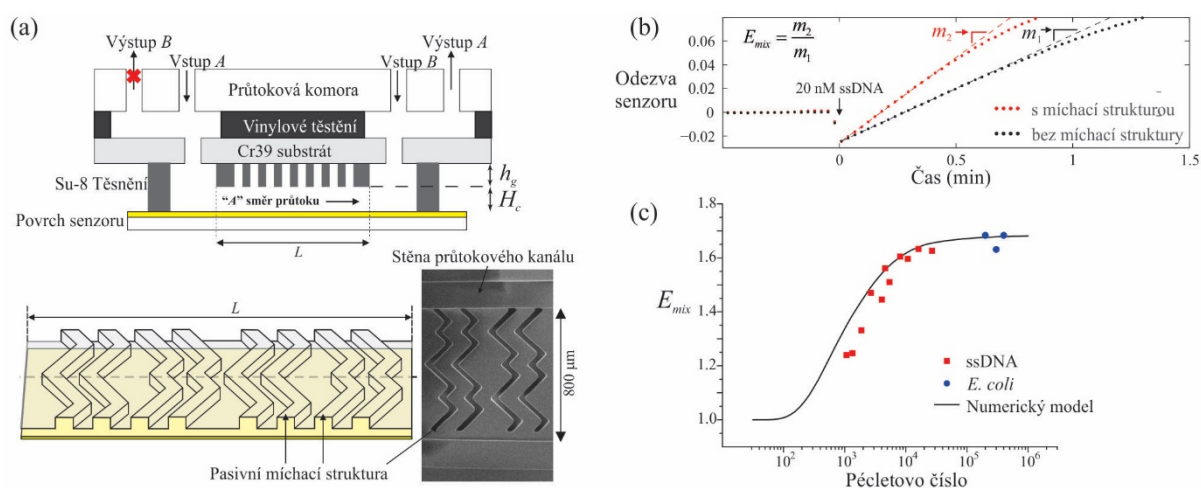 (a)
Výstup B
Výstup A
Vstup A
Vstup B
Průtoková komora
Vinylové těstění
Cr39 substrát
Su-8 Těsnění
h_g
H_c
"A" směr průtoku
Povrch senzoru
L
Stěna průtokového kanálu
L
800 µm
Pasivní míchací struktura
(b)
E_mix = m_2 / m_1
m_2
m_1
0.06
0.04
0.02
0
−0.02
Odezva
senzoru
20 nM ssDNA
s míchací strukturou
bez míchací struktury
0
0.5
1
1.5
Čas (min)
(c)
1.8
1.6
1.4
1.2
1.0
E_mix
ssDNA
E. coli
Numerický model
10^2
10^3
10^4
10^5
10^6
Pécletovo číslo